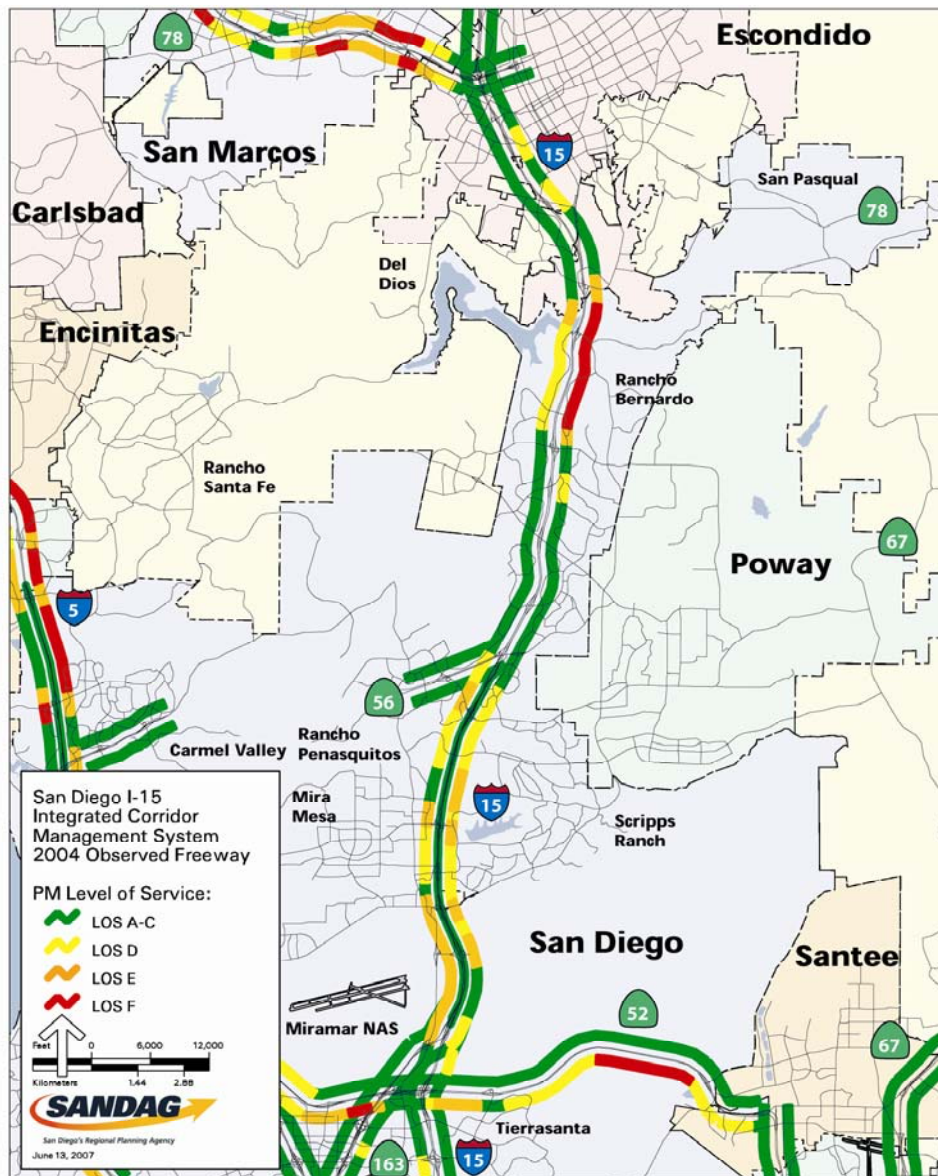 Escondido
78
San Marcos
15
San Pasqual
Carlsbad
78
Del
Dios
Encinitas
Rancho
Bernardo
Rancho
Santa Fe
67
Poway
5
56
Rancho
Penasquitos
Carmel Valley
15
Mira
Mesa
Scripps
Ranch
San Diego I-15
Integrated Corridor
Management System
2004 Observed Freeway
PM Level of Service:
LOS A-C
LOS D
LOS E
LOS F
Feet 0 6,000 12,000
Kilometers 1.44 2.88
SANDAG
San Diego's Regional Planning Agency
June 13, 2007
San Diego
Santee
52
Miramar NAS
67
Tierrasanta
163
15